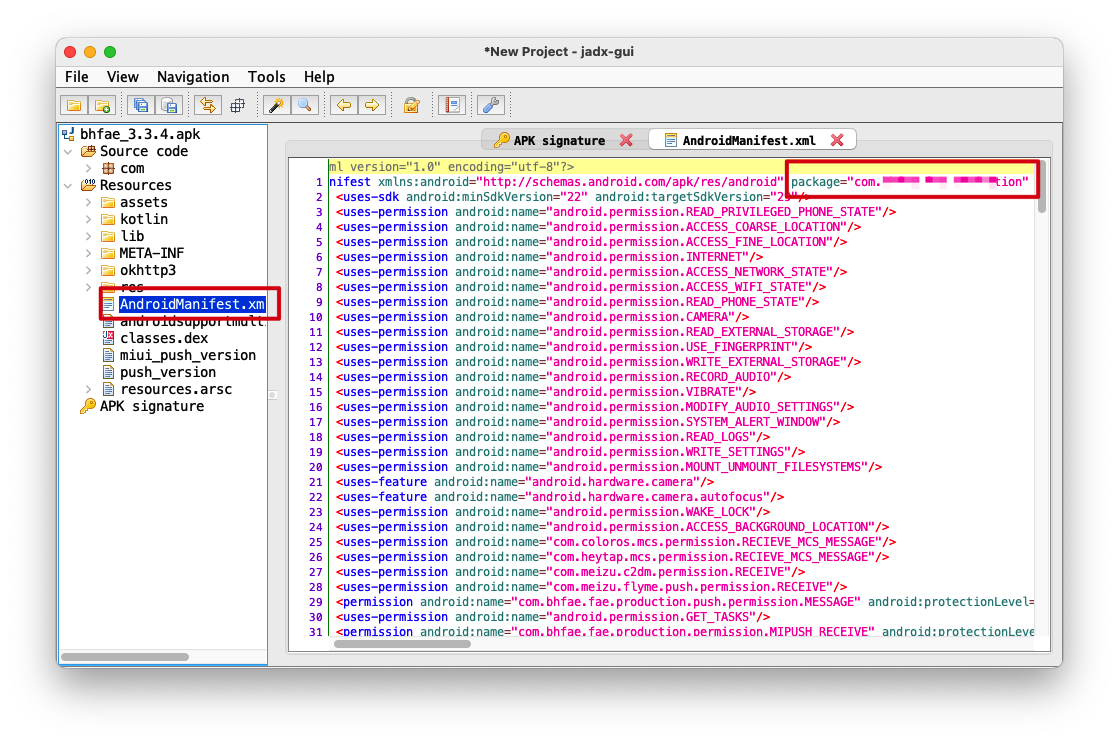 *New Project - jadx-gui
File View Navigation Tools Help
bhfae_3.3.4.apk
Source code
com
Resources
assets
kotlin
lib
META-INF
okhttp3
res
AndroidManifest.xm
androidsupportmult
classes.dex
miui_push_version
push_version
resources.arsc
APK signature
APK signature AndroidManifest.xml
ml version="1.0" encoding="utf-8"?>
1 nifest xmlns:android="http://schemas.android.com/apk/res/android" package="com. tion"
2 <uses-sdk android:minSdkVersion="22" android:targetSdkVersion="29"/>
3 <uses-permission android:name="android.permission.READ_PRIVILEGED_PHONE_STATE"/>
4 <uses-permission android:name="android.permission.ACCESS_COARSE_LOCATION"/>
5 <uses-permission android:name="android.permission.ACCESS_FINE_LOCATION"/>
6 <uses-permission android:name="android.permission.INTERNET"/>
7 <uses-permission android:name="android.permission.ACCESS_NETWORK_STATE"/>
8 <uses-permission android:name="android.permission.ACCESS_WIFI_STATE"/>
9 <uses-permission android:name="android.permission.READ_PHONE_STATE"/>
10 <uses-permission android:name="android.permission.CAMERA"/>
11 <uses-permission android:name="android.permission.READ_EXTERNAL_STORAGE"/>
12 <uses-permission android:name="android.permission.USE_FINGERPRINT"/>
13 <uses-permission android:name="android.permission.WRITE_EXTERNAL_STORAGE"/>
14 <uses-permission android:name="android.permission.RECORD_AUDIO"/>
15 <uses-permission android:name="android.permission.VIBRATE"/>
16 <uses-permission android:name="android.permission.MODIFY_AUDIO_SETTINGS"/>
17 <uses-permission android:name="android.permission.SYSTEM_ALERT_WINDOW"/>
18 <uses-permission android:name="android.permission.READ_LOGS"/>
19 <uses-permission android:name="android.permission.WRITE_SETTINGS"/>
20 <uses-permission android:name="android.permission.MOUNT_UNMOUNT_FILESYSTEMS"/>
21 <uses-feature android:name="android.hardware.camera"/>
22 <uses-feature android:name="android.hardware.camera.autofocus"/>
23 <uses-permission android:name="android.permission.WAKE_LOCK"/>
24 <uses-permission android:name="android.permission.ACCESS_BACKGROUND_LOCATION"/>
25 <uses-permission android:name="com.coloros.mcs.permission.RECIEVE_MCS_MESSAGE"/>
26 <uses-permission android:name="com.heytap.mcs.permission.RECIEVE_MCS_MESSAGE"/>
27 <uses-permission android:name="com.meizu.c2dm.permission.RECEIVE"/>
28 <uses-permission android:name="com.meizu.flyme.push.permission.RECEIVE"/>
29 <permission android:name="com.bhfae.fae.production.push.permission.MESSAGE" android:protectionLevel=
30 <uses-permission android:name="android.permission.GET_TASKS"/>
31 <permission android:name="com.bhfae.fae.production.permission.MIPUSH_RECEIVE" android:protectionLeve